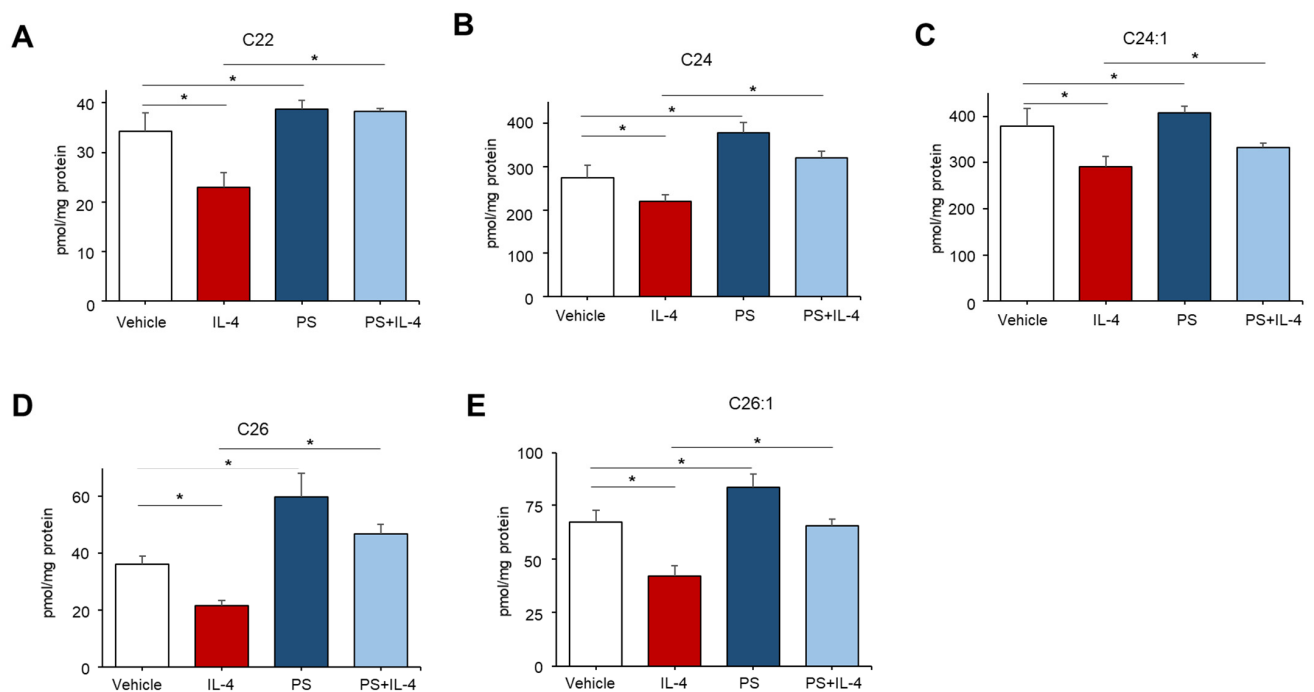 A
C22
*
*
*
40
30
20
10
0
pmol/mg protein
Vehicle IL-4 PS PS+IL-4
B
C24
*
*
*
400
300
200
100
0
pmol/mg protein
Vehicle IL-4 PS PS+IL-4
C
C24:1
*
*
*
400
300
400
100
0
pmol/mg protein
Vehicle IL-4 PS PS+IL-4
D
C26
*
*
*
60
40
20
0
pmol/mg protein
Vehicle IL-4 PS PS+IL-4
E
C26:1
*
*
*
100
75
50
25
0
pmol/mg protein
Vehicle IL-4 PS PS+IL-4